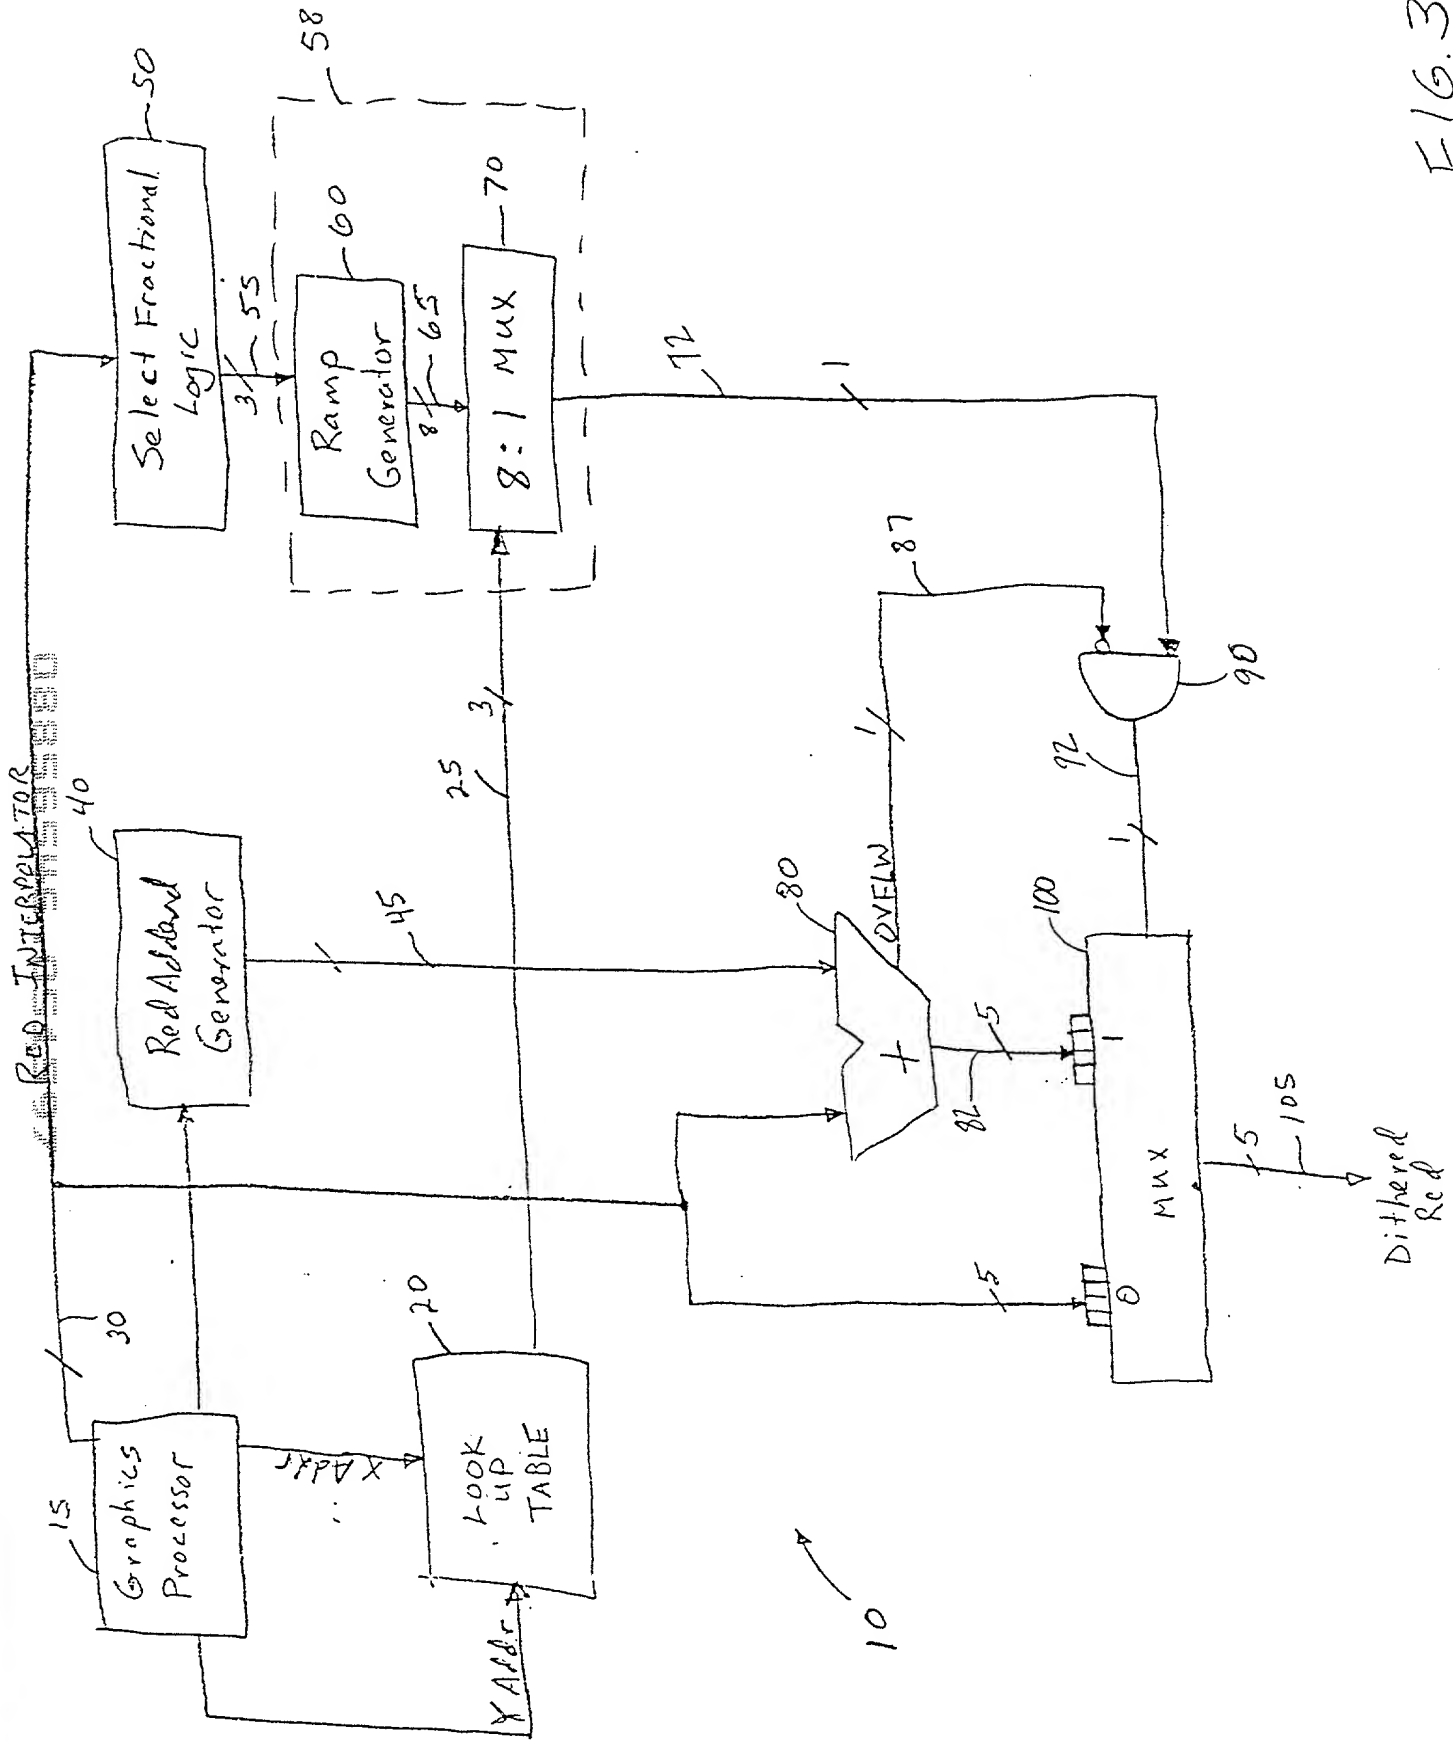 RED INTERPOLATOR
15
Graphics
Processor
30
40
Red Addend
Generator
50
Select Fractional
Logic
3
55
58
60
Ramp
Generator
8
65
70
8:1 MUX
X Addr
Y Addr
20
LOOK
UP
TABLE
25
3
45
72
1
80
+
OVFLW
1
87
90
92
1
82
5
5
100
0
1
MUX
5
105
Dithered
Red
10
FIG. 3